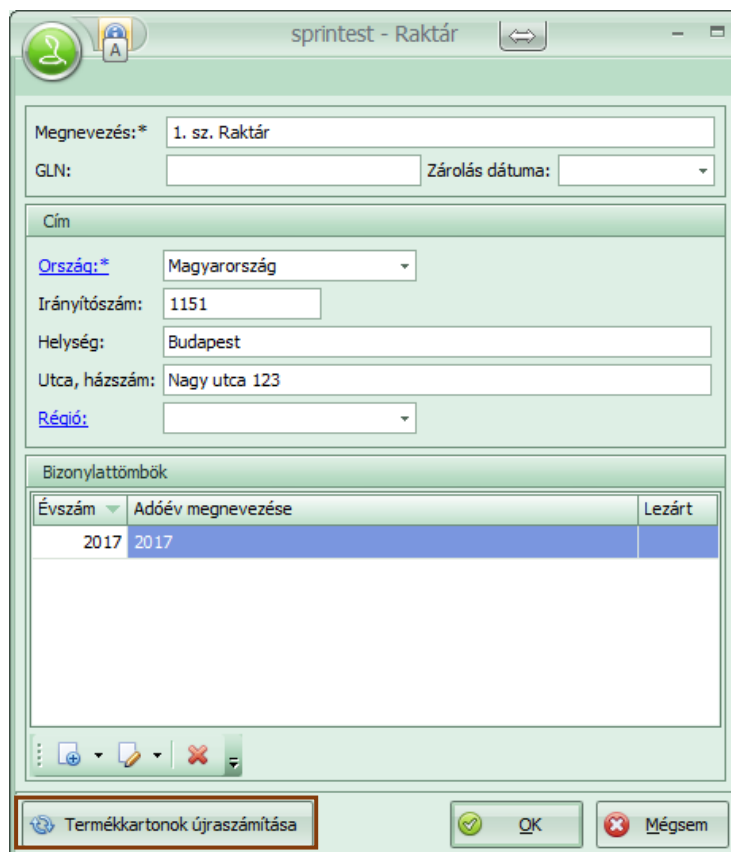 A
sprintest - Raktár
Megnevezés:* 1. sz. Raktár
GLN: Zárolás dátuma:
Cím
Ország:* Magyarország
Irányítószám: 1151
Helység: Budapest
Utca, házszám: Nagy utca 123
Régió:
Bizonylattömbök
Évszám Adóév megnevezése Lezárt
2017 2017
Termékkartonok újraszámítása OK Mégsem